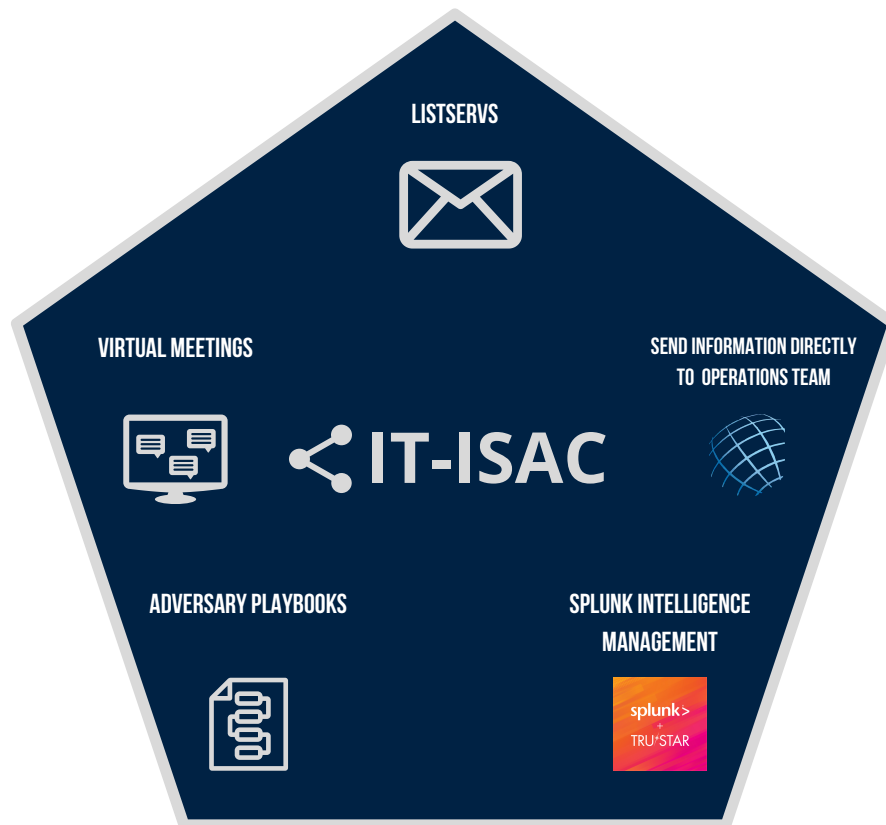 LISTSERVS
VIRTUAL MEETINGS
SEND INFORMATION DIRECTLY
TO OPERATIONS TEAM
IT-ISAC
ADVERSARY PLAYBOOKS
SPLUNK INTELLIGENCE
MANAGEMENT
splunk>
+
TRU*STAR